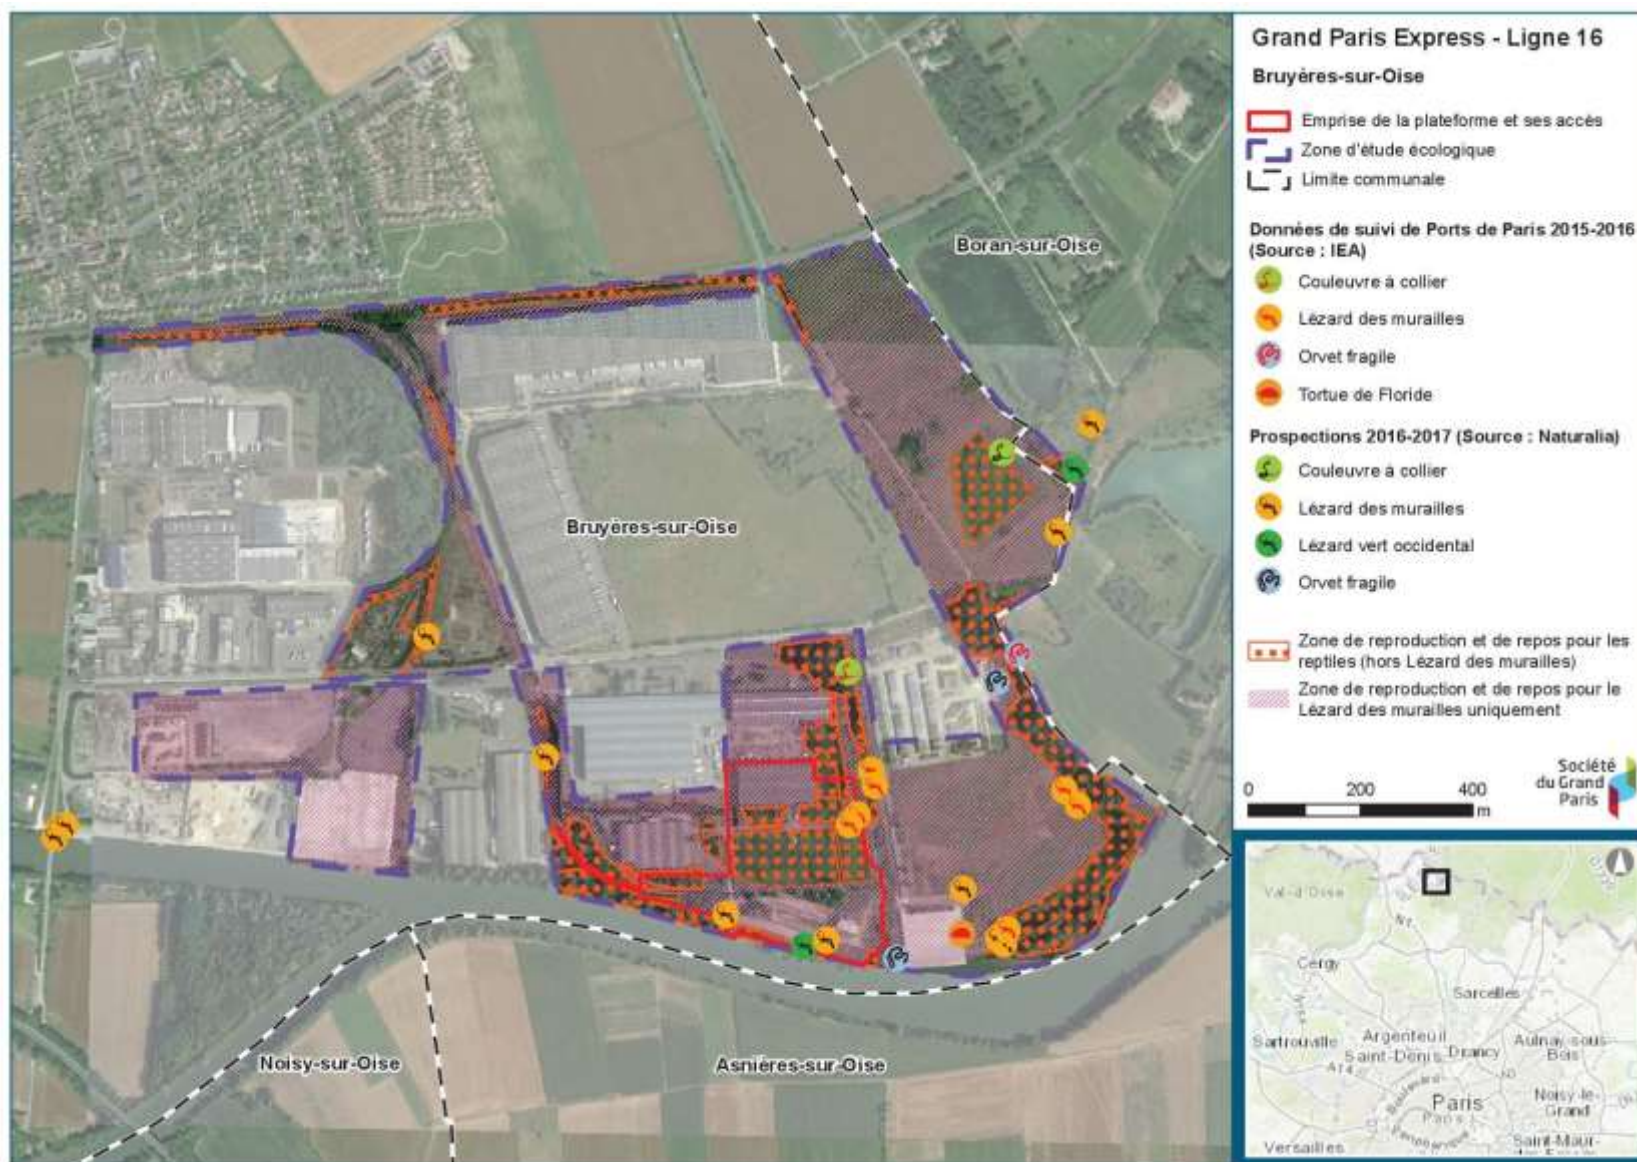 Grand Paris Express - Ligne 16
Bruyères-sur-Oise
Emprise de la plateforme et ses accès
Zone d'étude écologique
Limite communale
Données de suivi de Ports de Paris 2015-2016
(Source : IEA)
Couleuvre à collier
Lézard des murailles
Orvet fragile
Tortue de Floride
Prospections 2016-2017 (Source : Naturalia)
Couleuvre à collier
Lézard des murailles
Lézard vert occidental
Orvet fragile
Zone de reproduction et de repos pour les
reptiles (hors Lézard des murailles)
Zone de reproduction et de repos pour le
Lézard des murailles uniquement
0 200 400
m
Société
du Grand
Paris
Boran-sur-Oise
Bruyères-sur-Oise
Noisy-sur-Oise
Asnières-sur-Oise
Val-d'Oise
N1
Cergy
Sarcelles
Sartrouville
Argenteuil
Aulnay-sous-
Bois
Saint-Denis
Drancy
A14
Boulevard
Noisy-le-
Grand
Paris
Paris
Périphérique
Versailles
Saint-Maur-